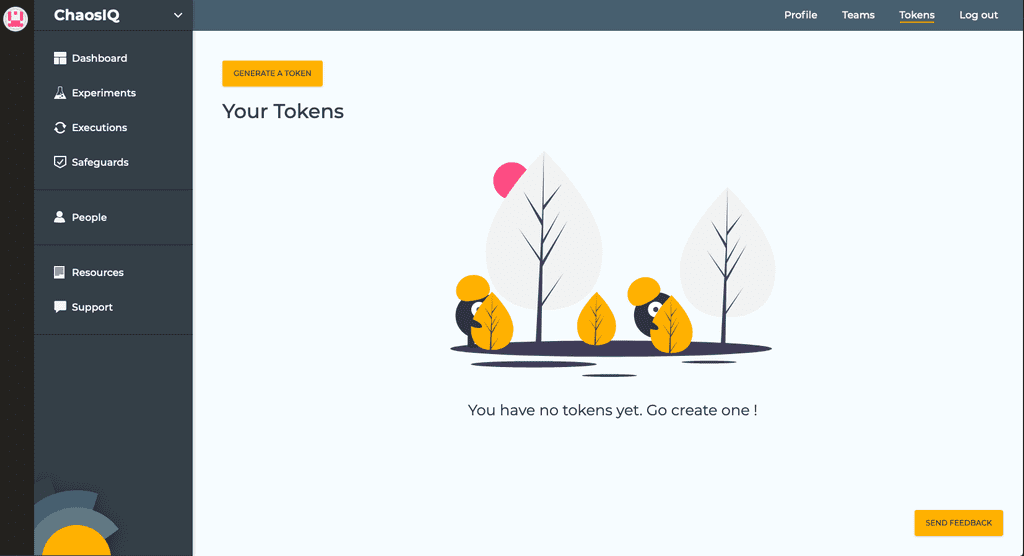 ChaosIQ
Profile
Teams
Tokens
Log out
Dashboard
Experiments
Executions
Safeguards
People
Resources
Support
GENERATE A TOKEN
Your Tokens
You have no tokens yet. Go create one !
SEND FEEDBACK